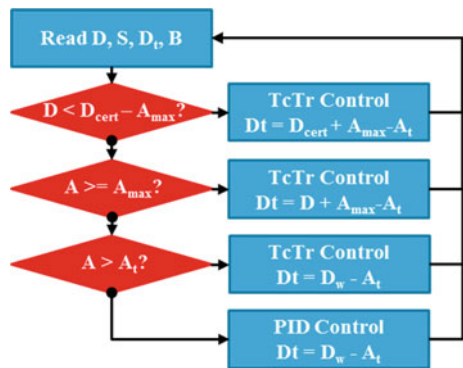 Read D, S, Dt, B
D < Dcert – Amax?
TcTr Control
Dt = Dcert + Amax-At
A >= Amax?
TcTr Control
Dt = D + Amax-At
A > At?
TcTr Control
Dt = Dw - At
PID Control
Dt = Dw - At